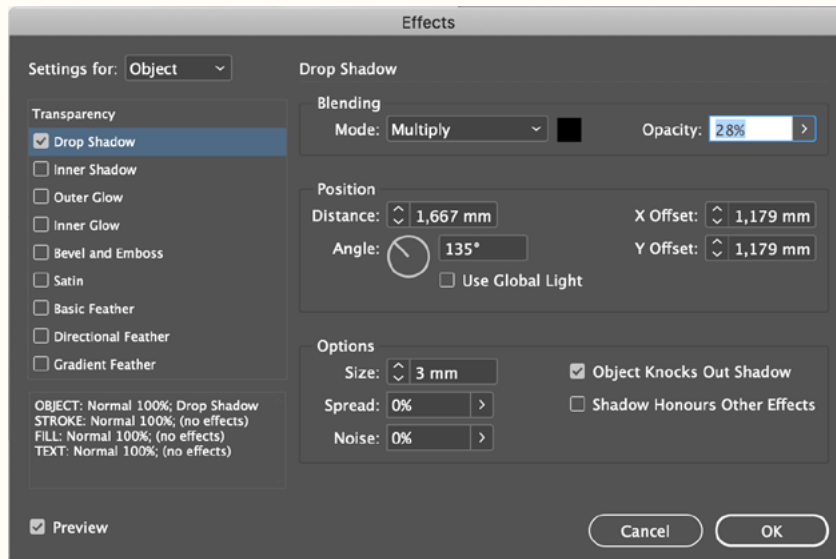 Effects
Settings for: Object
Transparency
Drop Shadow
Inner Shadow
Outer Glow
Inner Glow
Bevel and Emboss
Satin
Basic Feather
Directional Feather
Gradient Feather
OBJECT: Normal 100%; Drop Shadow
STROKE: Normal 100%; (no effects)
FILL: Normal 100%; (no effects)
TEXT: Normal 100%; (no effects)
Preview
Drop Shadow
Blending
Mode: Multiply Opacity: 28%
Position
Distance: 1,667 mm X Offset: 1,179 mm
Angle: 135° Y Offset: 1,179 mm
Use Global Light
Options
Size: 3 mm Object Knocks Out Shadow
Spread: 0% Shadow Honours Other Effects
Noise: 0%
Cancel OK